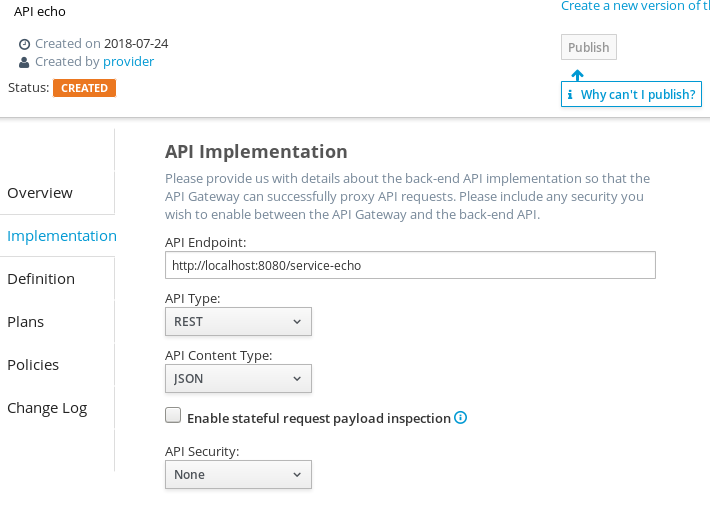 API echo
Create a new version of
Created on 2018-07-24
Created by provider
Status: CREATED
Publish
Why can't I publish?
Overview
Implementation
Definition
Plans
Policies
Change Log
API Implementation
Please provide us with details about the back-end API implementation so that the
API Gateway can successfully proxy API requests. Please include any security you
wish to enable between the API Gateway and the back-end API.
API Endpoint:
http://localhost:8080/service-echo
API Type:
REST
API Content Type:
JSON
Enable stateful request payload inspection
API Security:
None